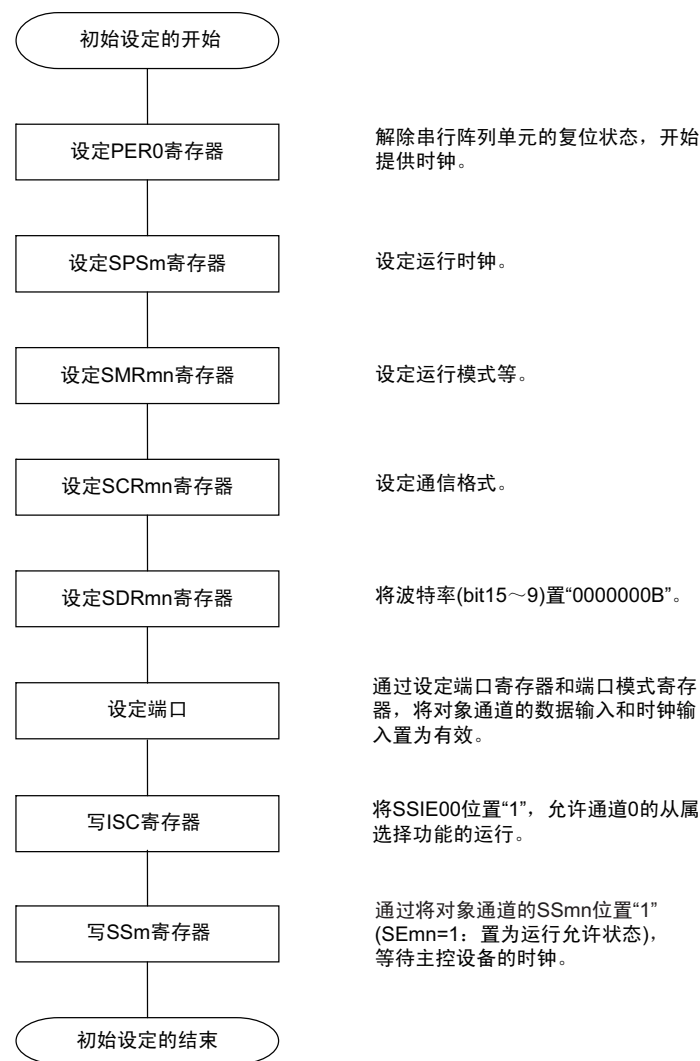 初始设定的开始
设定PER0寄存器
解除串行阵列单元的复位状态，开始
提供时钟。
设定SPSm寄存器
设定运行时钟。
设定SMRmn寄存器
设定运行模式等。
设定SCRmn寄存器
设定通信格式。
设定SDRmn寄存器
将波特率(bit15～9)置“0000000B”。
设定端口
通过设定端口寄存器和端口模式寄存
器，将对象通道的数据输入和时钟输
入置为有效。
写ISC寄存器
将SSIE00位置“1”，允许通道0的从属
选择功能的运行。
写SSm寄存器
通过将对象通道的SSmn位置“1”
(SEmn=1：置为运行允许状态)，
等待主控设备的时钟。
初始设定的结束